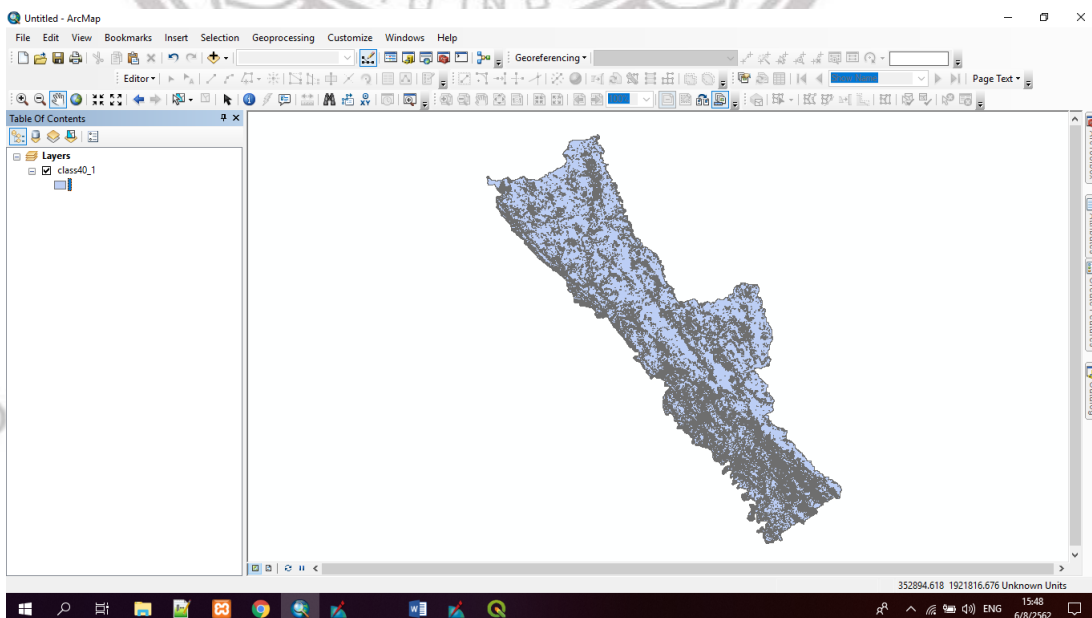 Untitled - ArcMap
File Edit View Bookmarks Insert Selection Geoprocessing Customize Windows Help
Georeferencing
Editor
Page Text
Table Of Contents
Layers
class40_1
352894.618 1921816.676 Unknown Units
ENG
15:48
6/8/2562